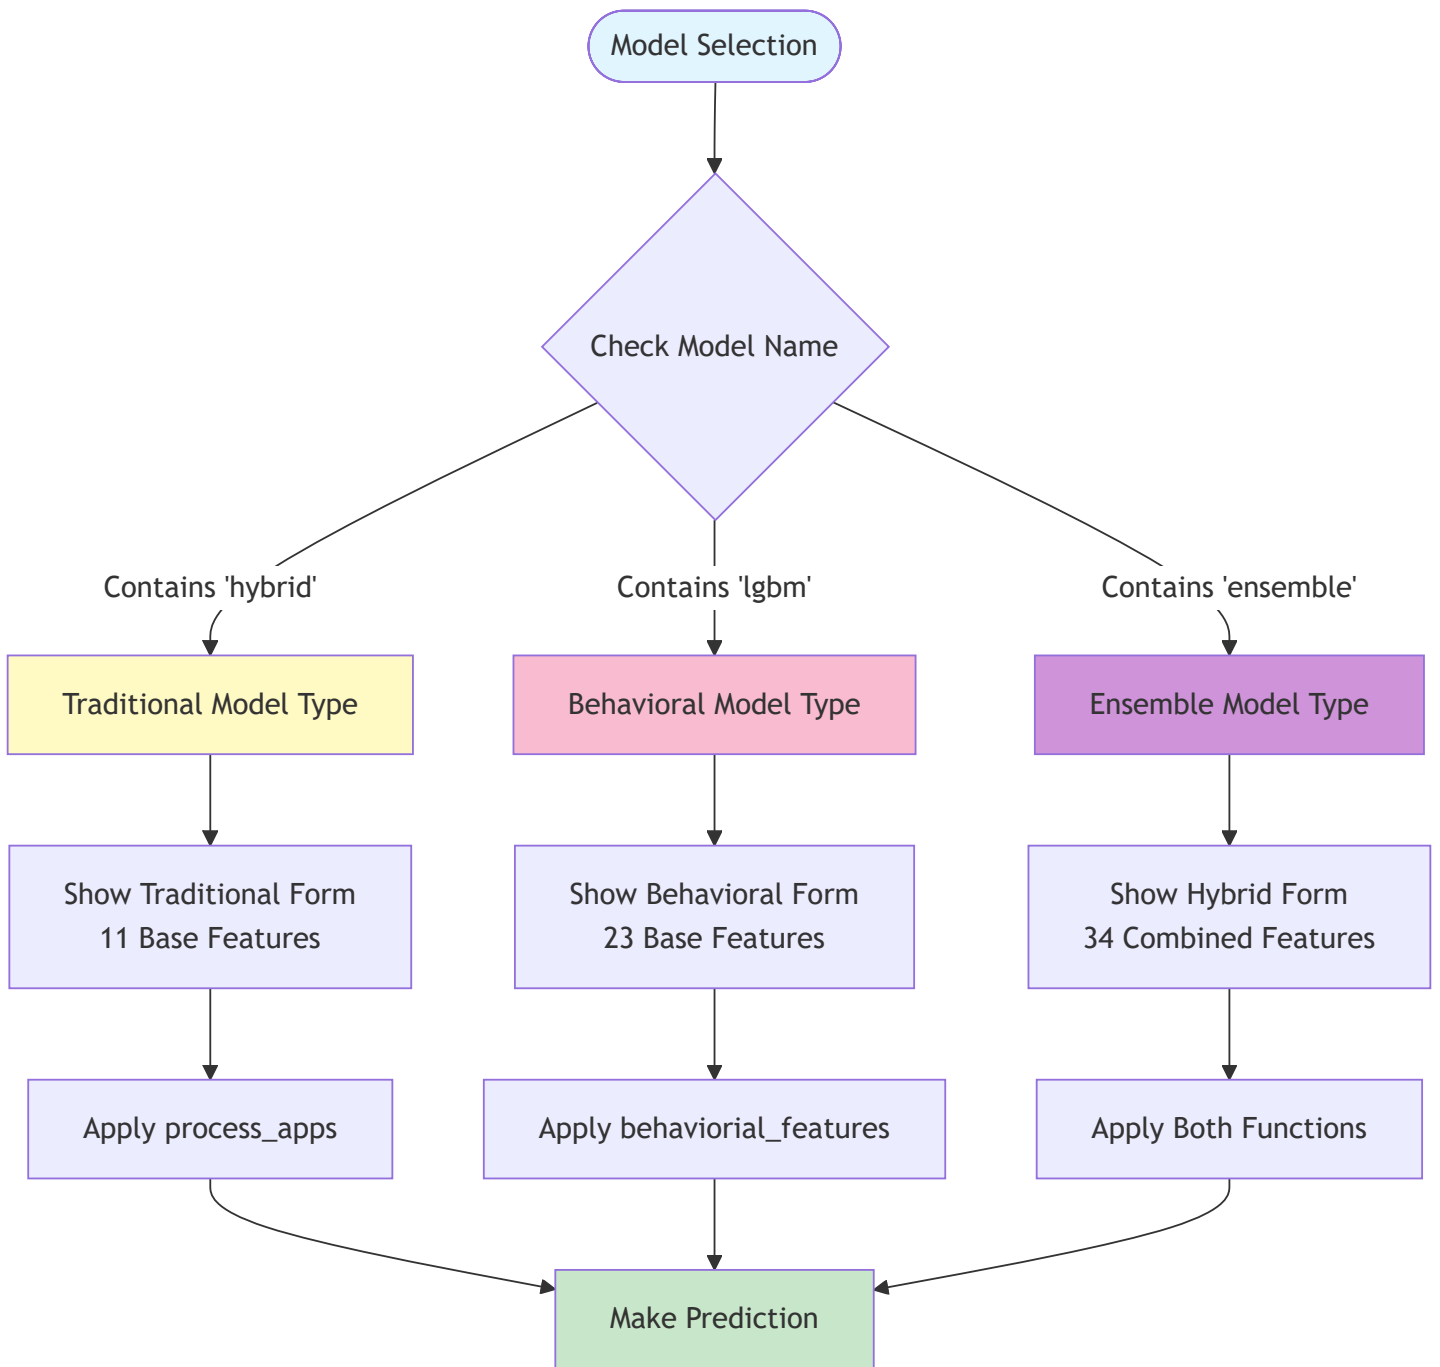 Model Selection
Check Model Name
Contains 'hybrid'
Contains 'lgbm'
Contains 'ensemble'
Traditional Model Type
Behavioral Model Type
Ensemble Model Type
Show Traditional Form
11 Base Features
Show Behavioral Form
23 Base Features
Show Hybrid Form
34 Combined Features
Apply process_apps
Apply behaviorial_features
Apply Both Functions
Make Prediction